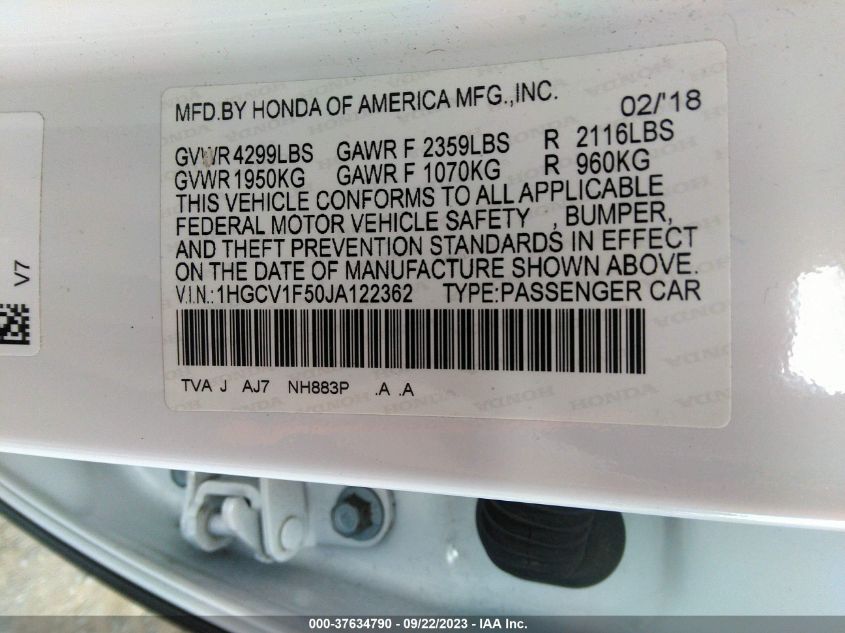 MFD.BY HONDA OF AMERICA MFG.,INC. 02/'18
GVWR 4299LBS GAWR F 2359LBS R 2116LBS
GVWR 1950KG GAWR F 1070KG R 960KG
THIS VEHICLE CONFORMS TO ALL APPLICABLE
FEDERAL MOTOR VEHICLE SAFETY , BUMPER,
AND THEFT PREVENTION STANDARDS IN EFFECT
ON THE DATE OF MANUFACTURE SHOWN ABOVE.
V.I.N.:1HGCV1F50JA122362 TYPE:PASSENGER CAR
TVA J AJ7 NH883P .A .A
V7
HONDA HONDA HONDA
000-37634790 - 09/22/2023 - IAA Inc.